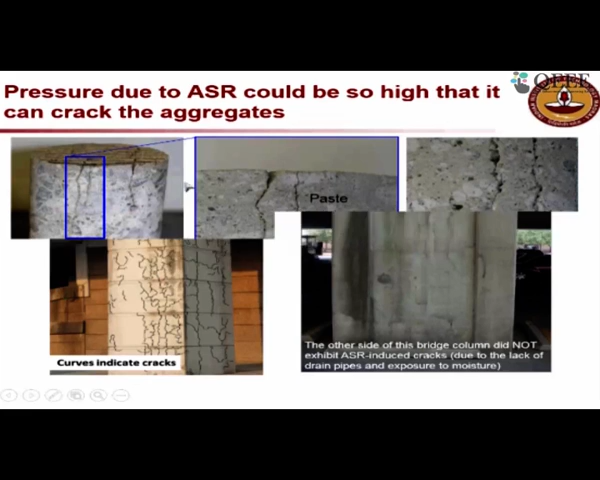 Pressure due to ASR could be so high that it
can crack the aggregates
QEEE
Paste
Curves indicate cracks
The other side of this bridge column did NOT
exhibit ASR-induced cracks (due to the lack of
drain pipes and exposure to moisture)